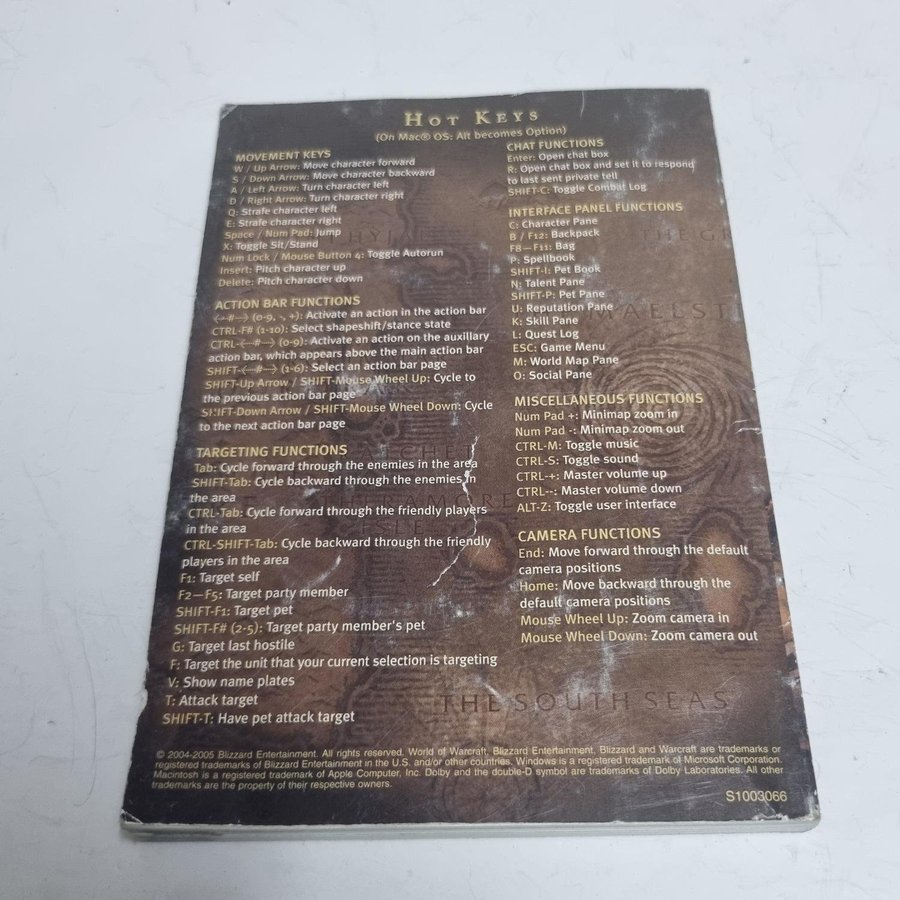 HOT KEYS
(On Mac® OS: Alt becomes Option)
MOVEMENT KEYS
W / Up Arrow: Move character forward
S / Down Arrow: Move character backward
A / Left Arrow: Turn character left
D / Right Arrow: Turn character right
Q: Strafe character left
E: Strafe character right
Space / Num Pad: Jump
X: Toggle Sit/Stand
Num Lock / Mouse Button 4: Toggle Autorun
Insert: Pitch character up
Delete: Pitch character down
ACTION BAR FUNCTIONS
<--#--> (0-9, -, +): Activate an action in the action bar
CTRL-F# (1-10): Select shapeshift/stance state
CTRL-<--#--> (0-9): Activate an action on the auxillary
action bar, which appears above the main action bar
SHIFT-<--#--> (1-6): Select an action bar page
SHIFT-Up Arrow / SHIFT-Mouse Wheel Up: Cycle to
the previous action bar page
SHIFT-Down Arrow / SHIFT-Mouse Wheel Down: Cycle
to the next action bar page
TARGETING FUNCTIONS
Tab: Cycle forward through the enemies in the area
SHIFT-Tab: Cycle backward through the enemies in
the area
CTRL-Tab: Cycle forward through the friendly players
in the area
CTRL-SHIFT-Tab: Cycle backward through the friendly
players in the area
F1: Target self
F2—F5: Target party member
SHIFT-F1: Target pet
SHIFT-F# (2-5): Target party member's pet
G: Target last hostile
F: Target the unit that your current selection is targeting
V: Show name plates
T: Attack target
SHIFT-T: Have pet attack target
CHAT FUNCTIONS
Enter: Open chat box
R: Open chat box and set it to respond
to last sent private tell
SHIFT-C: Toggle Combat Log
INTERFACE PANEL FUNCTIONS
C: Character Pane
B / F12: Backpack
F8—F11: Bag
P: Spellbook
SHIFT-I: Pet Book
N: Talent Pane
SHIFT-P: Pet Pane
U: Reputation Pane
K: Skill Pane
L: Quest Log
ESC: Game Menu
M: World Map Pane
O: Social Pane
MISCELLANEOUS FUNCTIONS
Num Pad +: Minimap zoom in
Num Pad -: Minimap zoom out
CTRL-M: Toggle music
CTRL-S: Toggle sound
CTRL-+: Master volume up
CTRL--: Master volume down
ALT-Z: Toggle user interface
CAMERA FUNCTIONS
End: Move forward through the default
camera positions
Home: Move backward through the
default camera positions
Mouse Wheel Up: Zoom camera in
Mouse Wheel Down: Zoom camera out
MAELST
THERAMORE
ISLE
THE SOUTH SEAS
© 2004-2005 Blizzard Entertainment. All rights reserved. World of Warcraft, Blizzard Entertainment, Blizzard and Warcraft are trademarks or
registered trademarks of Blizzard Entertainment in the U.S. and/or other countries. Windows is a registered trademark of Microsoft Corporation.
Macintosh is a registered trademark of Apple Computer, Inc. Dolby and the double-D symbol are trademarks of Dolby Laboratories. All other
trademarks are the property of their respective owners.
S1003066